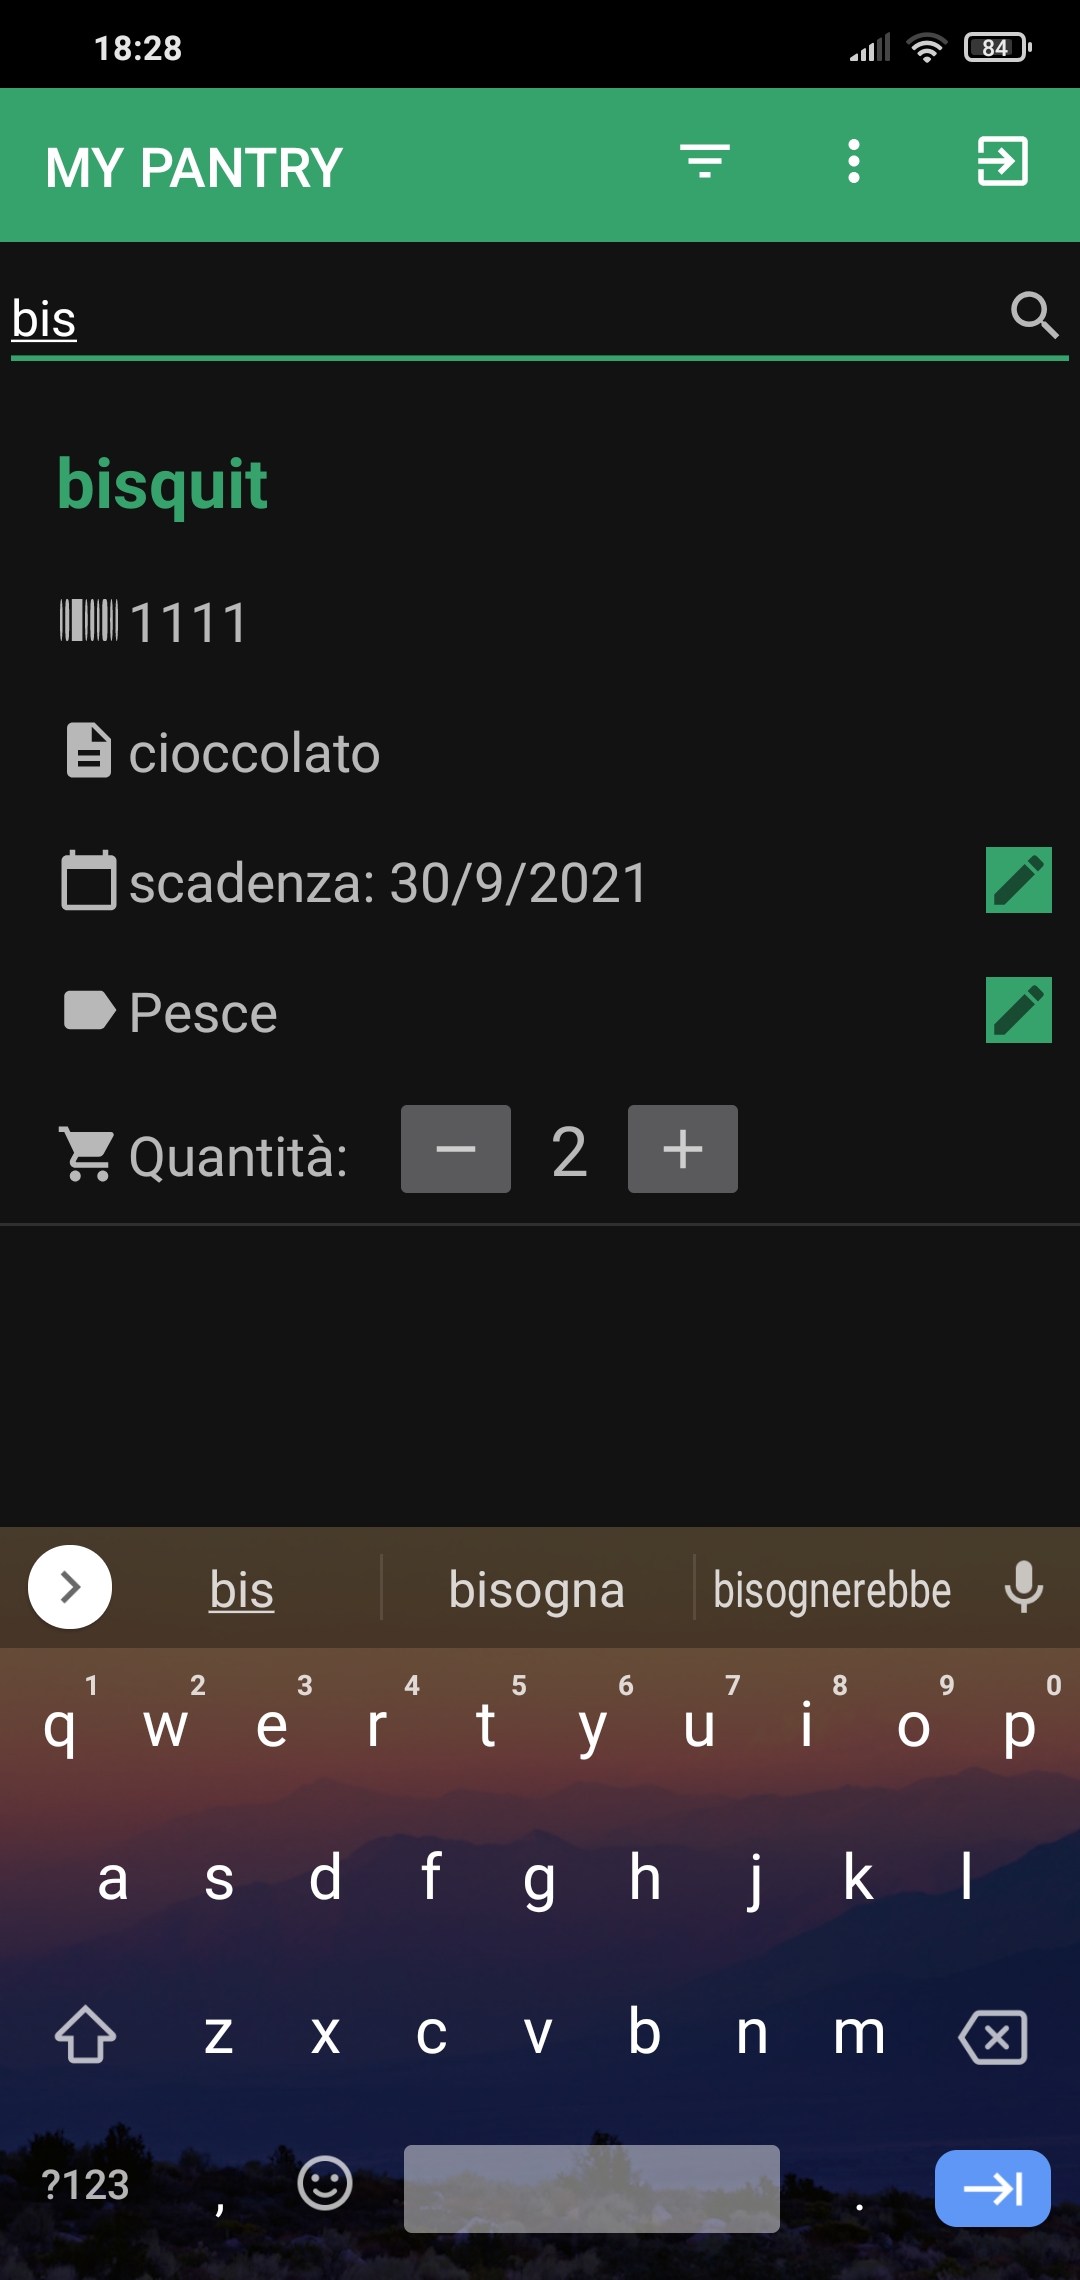 18:28 84
MY PANTRY
bis
bisquit
1111
cioccolato
scadenza: 30/9/2021
Pesce
Quantità: − 2 +
bis bisogna bisognerebbe
1 2 3 4 5 6 7 8 9 0
q w e r t y u i o p
a s d f g h j k l
z x c v b n m
?123 , .